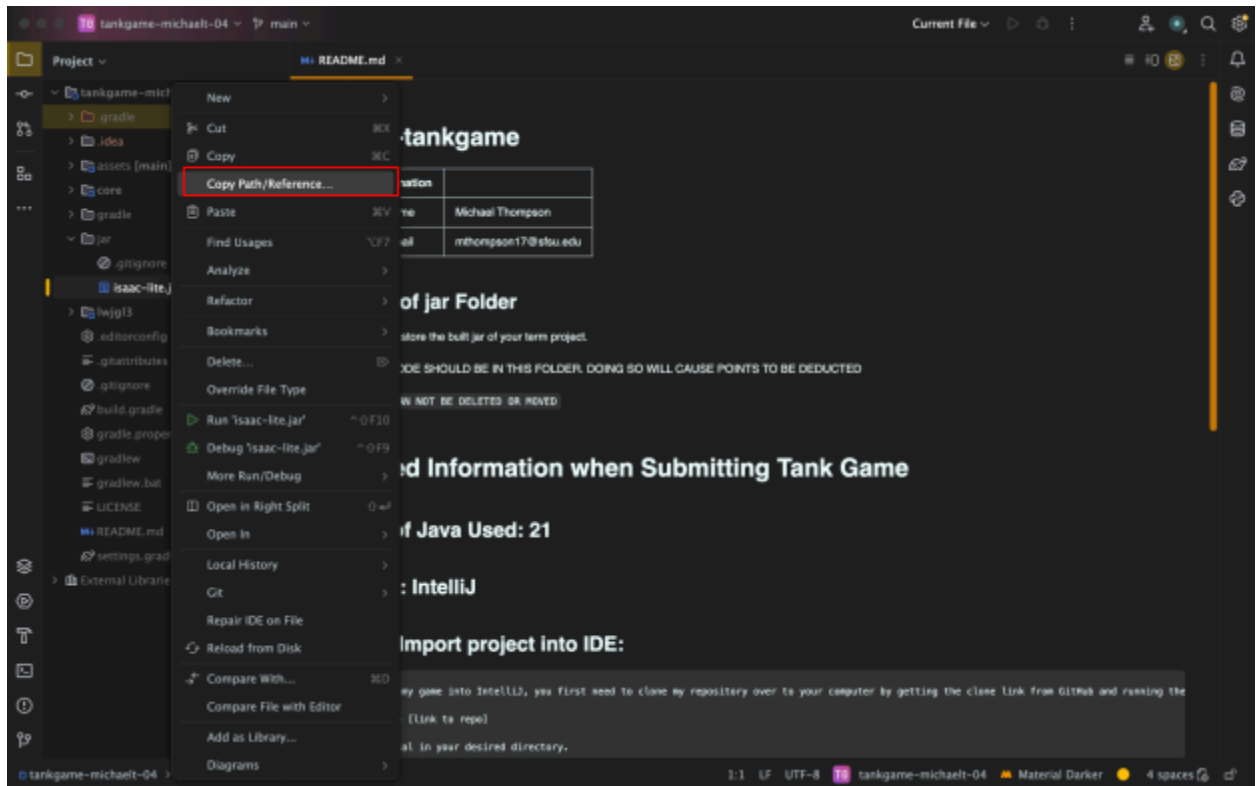 tankgame-michaelt-04 main Current File
Project
README.md
tankgame-mich
.gradle
.idea
assets [main]
core
gradle
jar
.gitignore
isaac-lite.j
lwjgl3
.editorconfig
.gitattributes
.gitignore
build.gradle
gradle.proper
gradlew
gradlew.bat
LICENSE
README.md
settings.grad
External Librarie
New
Cut ⌘X
Copy ⌘C
Copy Path/Reference...
Paste ⌘V
Find Usages ⌥F7
Analyze
Refactor
Bookmarks
Delete...
Override File Type
Run 'isaac-lite.jar' ^⇧F10
Debug 'isaac-lite.jar' ^⇧F9
More Run/Debug
Open in Right Split ⇧⏎
Open In
Local History
Git
Repair IDE on File
Reload from Disk
Compare With... ⌘D
Compare File with Editor
Add as Library...
Diagrams
-tankgame
mation
me Michael Thompson
ail mthompson17@sfsu.edu
of jar Folder
store the built jar of your term project.
ODE SHOULD BE IN THIS FOLDER. DOING SO WILL CAUSE POINTS TO BE DEDUCTED
NOT BE DELETED OR MOVED
ed Information when Submitting Tank Game
of Java Used: 21
: IntelliJ
Import project into IDE:
my game into IntelliJ, you first need to clone my repository over to your computer by getting the clone link from GitHub and running the
[link to repo]
al in your desired directory.
tankgame-michaelt-04
1:1 LF UTF-8 tankgame-michaelt-04 Material Darker 4 spaces